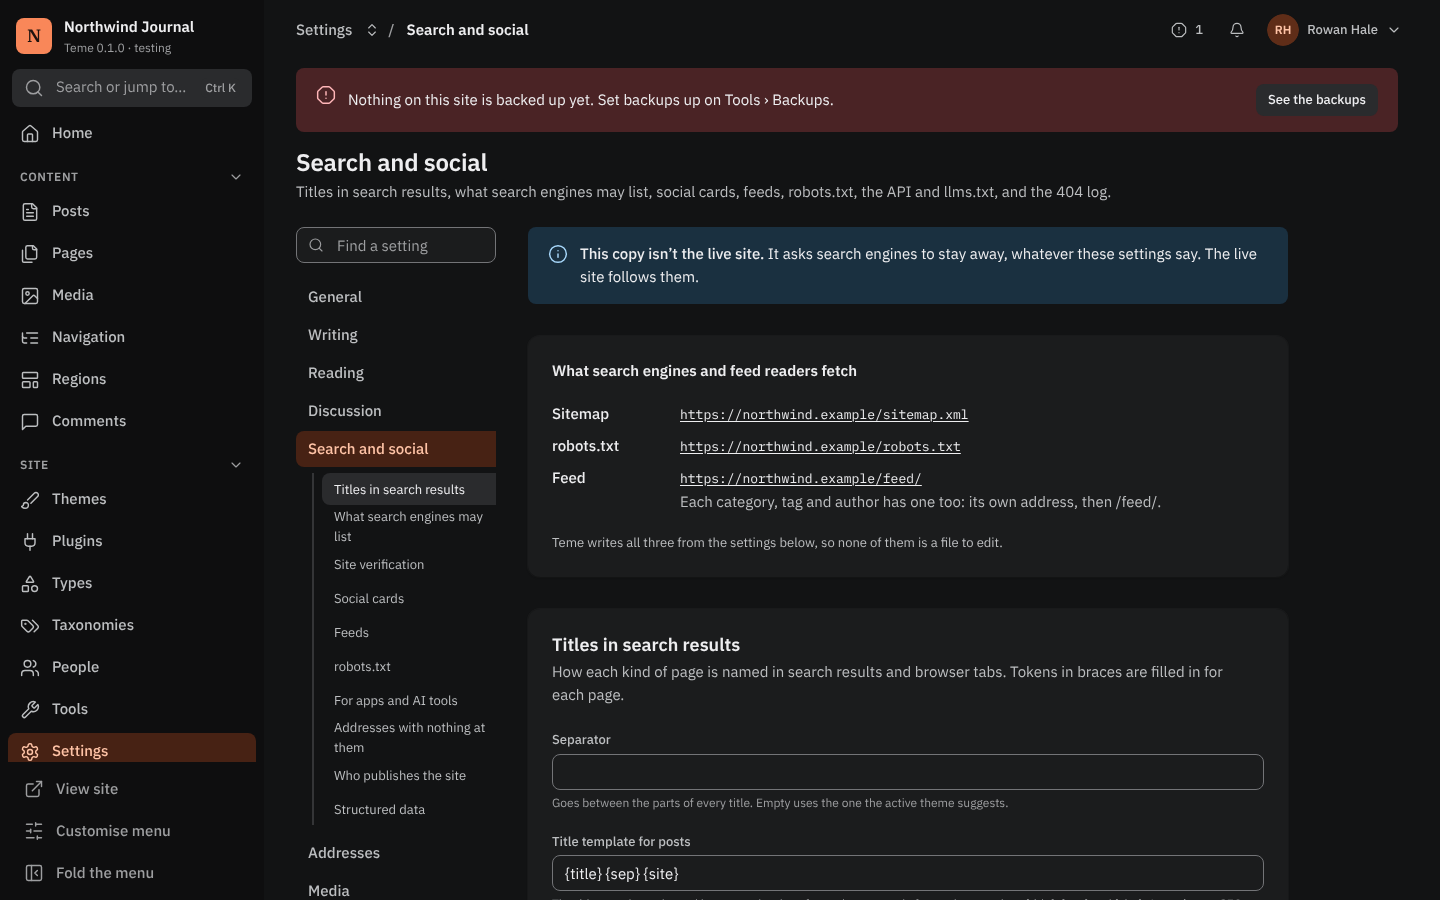 N
Northwind Journal
Teme 0.1.0 · testing
Search or jump to... Ctrl K
Home
CONTENT
Posts
Pages
Media
Navigation
Regions
Comments
SITE
Themes
Plugins
Types
Taxonomies
People
Tools
Settings
View site
Customise menu
Fold the menu
Settings / Search and social
1
RH Rowan Hale
Nothing on this site is backed up yet. Set backups up on Tools › Backups.
See the backups
Search and social
Titles in search results, what search engines may list, social cards, feeds, robots.txt, the API and llms.txt, and the 404 log.
Find a setting
General
Writing
Reading
Discussion
Search and social
Titles in search results
What search engines may
list
Site verification
Social cards
Feeds
robots.txt
For apps and AI tools
Addresses with nothing at
them
Who publishes the site
Structured data
Addresses
Media
This copy isn’t the live site. It asks search engines to stay away, whatever these settings say. The live
site follows them.
What search engines and feed readers fetch
Sitemap https://northwind.example/sitemap.xml
robots.txt https://northwind.example/robots.txt
Feed https://northwind.example/feed/
Each category, tag and author has one too: its own address, then /feed/.
Teme writes all three from the settings below, so none of them is a file to edit.
Titles in search results
How each kind of page is named in search results and browser tabs. Tokens in braces are filled in for
each page.
Separator
Goes between the parts of every title. Empty uses the one the active theme suggests.
Title template for posts
{title} {sep} {site}